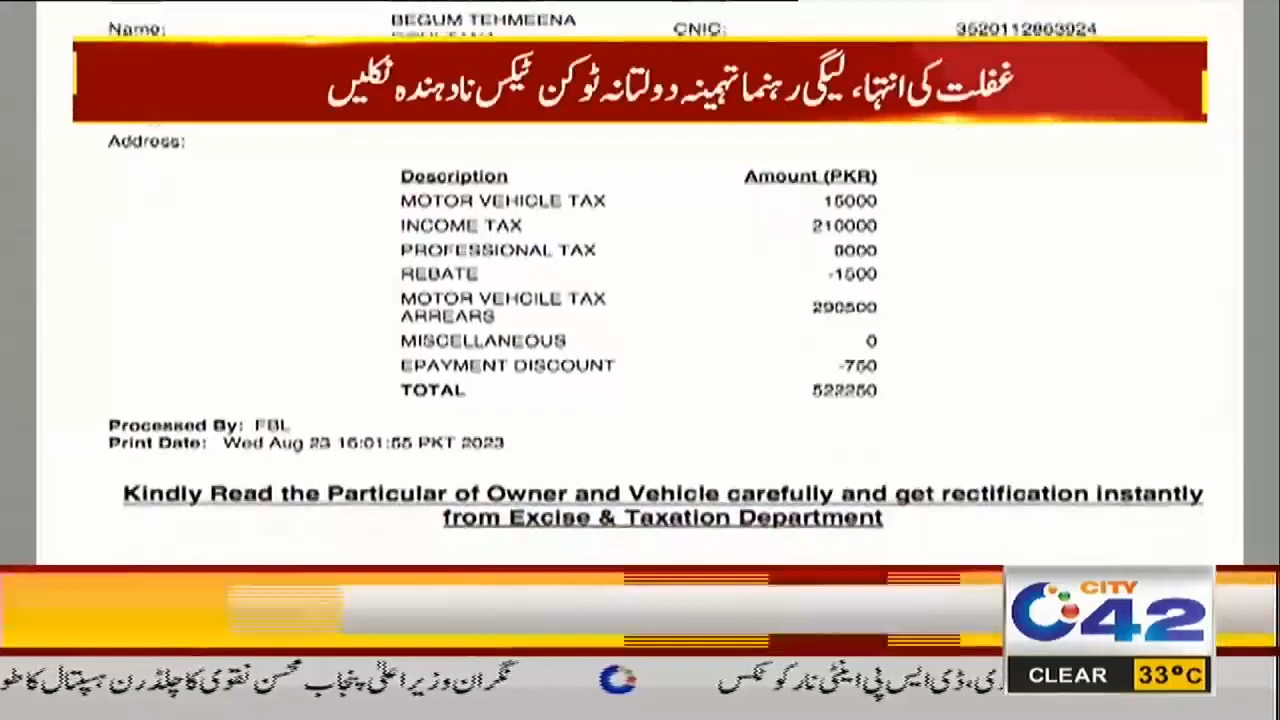 Name: BEGUM TEHMEENA CNIC: 3520112863924
غفلت کی انتہا، لیگی رہنما تہمینہ دولتانہ ٹوکن ٹیکس نادہندہ نکلیں
Address:
Description Amount (PKR)
MOTOR VEHICLE TAX 15000
INCOME TAX 210000
PROFESSIONAL TAX
REBATE -1500
MOTOR VEHCILE TAX
ARREARS 290500
MISCELLANEOUS 0
EPAYMENT DISCOUNT -750
TOTAL 522250
Processed By: FBL
Print Date: Wed Aug 23 16:01:55 PKT 2023
Kindly Read the Particular of Owner and Vehicle carefully and get rectification instantly
from Excise & Taxation Department
CITY
42
CLEAR 33°C
ڈی ایس پی اینٹی نارکوٹکس
نگران وزیراعلیٰ پنجاب محسن نقوی کا چلڈرن ہسپتال کا